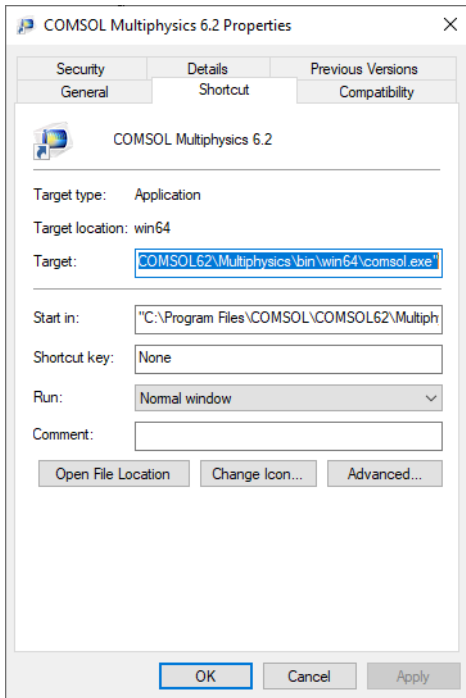 COMSOL Multiphysics 6.2 Properties
Security Details Previous Versions
General Shortcut Compatibility
COMSOL Multiphysics 6.2
Target type: Application
Target location: win64
Target: COMSOL62\Multiphysics\bin\win64\comsol.exe"
Start in: "C:\Program Files\COMSOL\COMSOL62\Multiph
Shortcut key: None
Run: Normal window
Comment:
Open File Location Change Icon... Advanced...
OK Cancel Apply